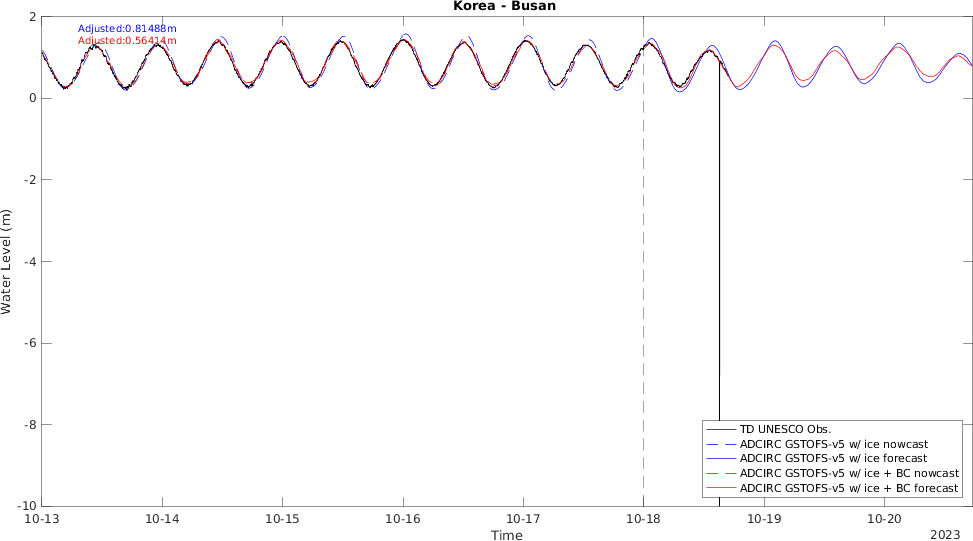 Korea - Busan
Adjusted:0.81488m
Adjusted:0.56414m
2
0
-2
-4
-6
-8
-10
Water Level (m)
TD UNESCO Obs.
ADCIRC GSTOFS-v5 w/ ice nowcast
ADCIRC GSTOFS-v5 w/ ice forecast
ADCIRC GSTOFS-v5 w/ ice + BC nowcast
ADCIRC GSTOFS-v5 w/ ice + BC forecast
10-13 10-14 10-15 10-16 10-17 10-18 10-19 10-20
Time
2023